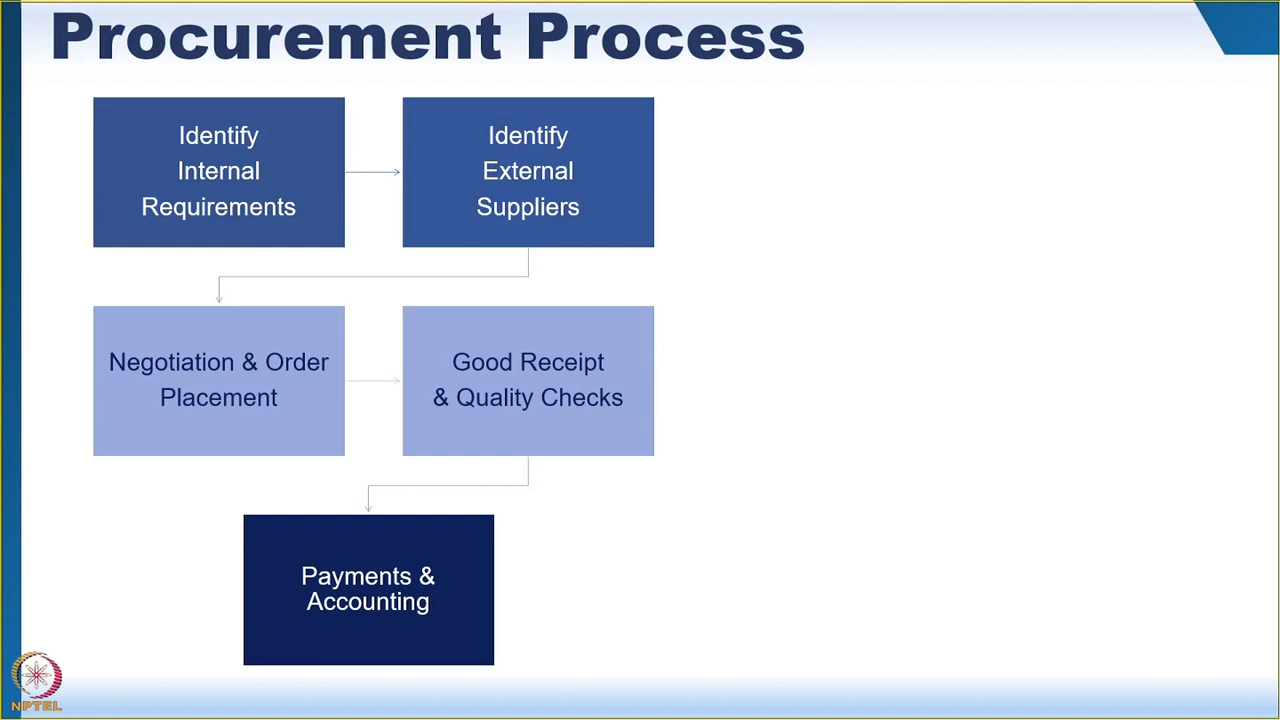 Procurement Process
Identify
Internal
Requirements
Identify
External
Suppliers
Negotiation & Order
Placement
Good Receipt
& Quality Checks
Payments &
Accounting
NPTEL